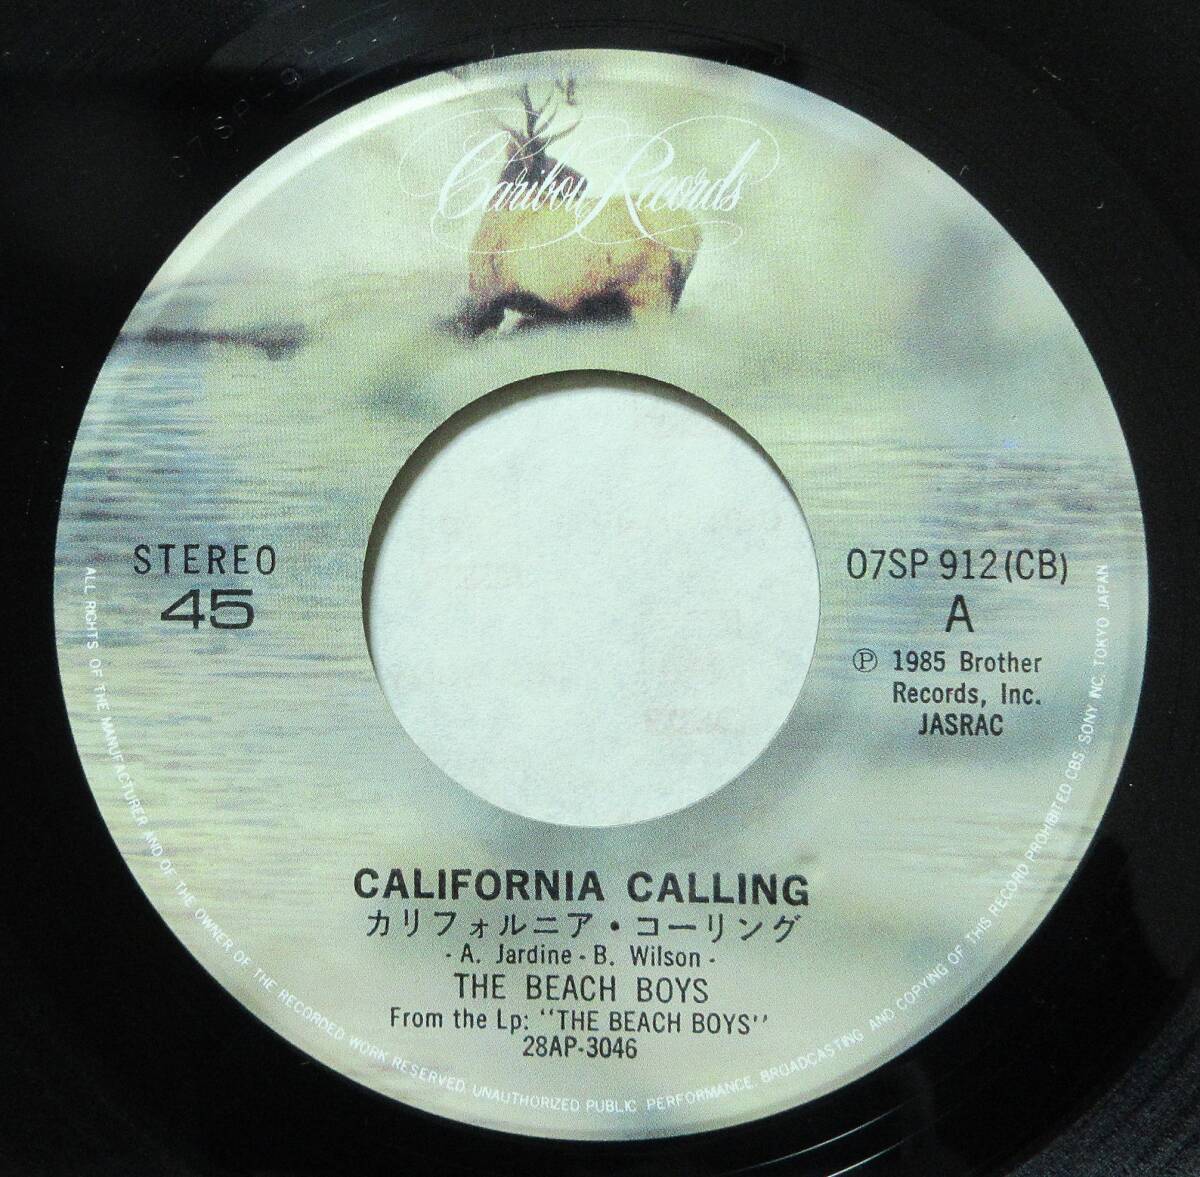 Caribou Records
STEREO
45
07SP 912(CB)
A
Ⓟ 1985 Brother
Records, Inc.
JASRAC
CALIFORNIA CALLING
カリフォルニア・コーリング
- A. Jardine - B. Wilson -
THE BEACH BOYS
From the Lp: "THE BEACH BOYS"
28AP-3046
ALL RIGHTS OF THE MANUFACTURER AND OF THE OWNER OF THE RECORDED WORK RESERVED. UNAUTHORIZED PUBLIC PERFORMANCE, BROADCASTING AND COPYING OF THIS RECORD PROHIBITED CBS SONY INC. TOKYO JAPAN